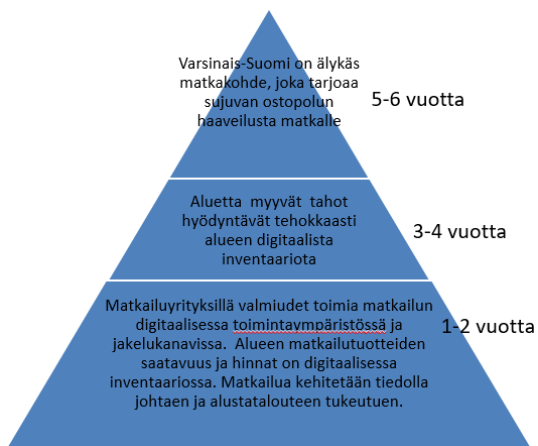 Varsinais-Suomi on älykäs
matkakohde, joka tarjoaa
sujuvan ostopolun
haaveilusta matkalle
5-6 vuotta
Aluetta myyvät tahot
hyödyntävät tehokkaasti
alueen digitaalista
inventaariota
3-4 vuotta
Matkailuyrityksillä valmiudet toimia matkailun
digitaalisessa toimintaympäristössä ja
jakelukanavissa. Alueen matkailutuotteiden
saatavuus ja hinnat on digitaalisessa
inventaariossa. Matkailua kehitetään tiedolla
johtaen ja alustatalouteen tukeutuen.
1-2 vuotta